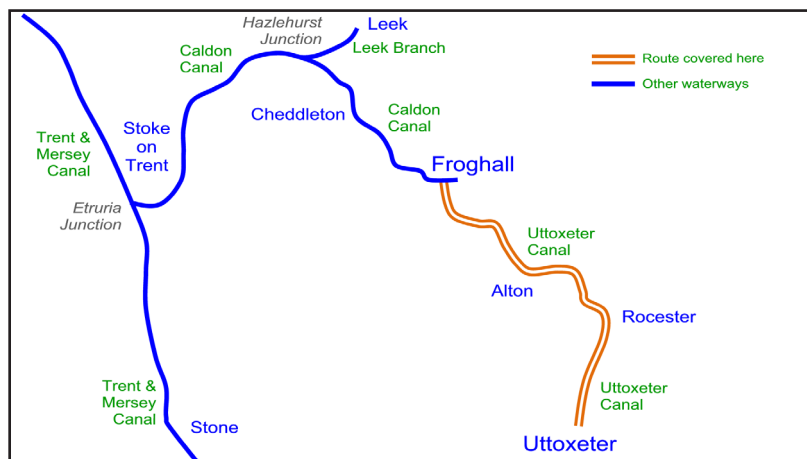 Hazlehurst
Junction
Leek
Leek Branch
Caldon
Canal
Route covered here
Other waterways
Cheddleton
Caldon
Canal
Stoke
on
Trent
Trent &
Mersey
Canal
Froghall
Etruria
Junction
Uttoxeter
Canal
Alton
Rocester
Trent &
Mersey
Canal
Uttoxeter
Canal
Stone
Uttoxeter